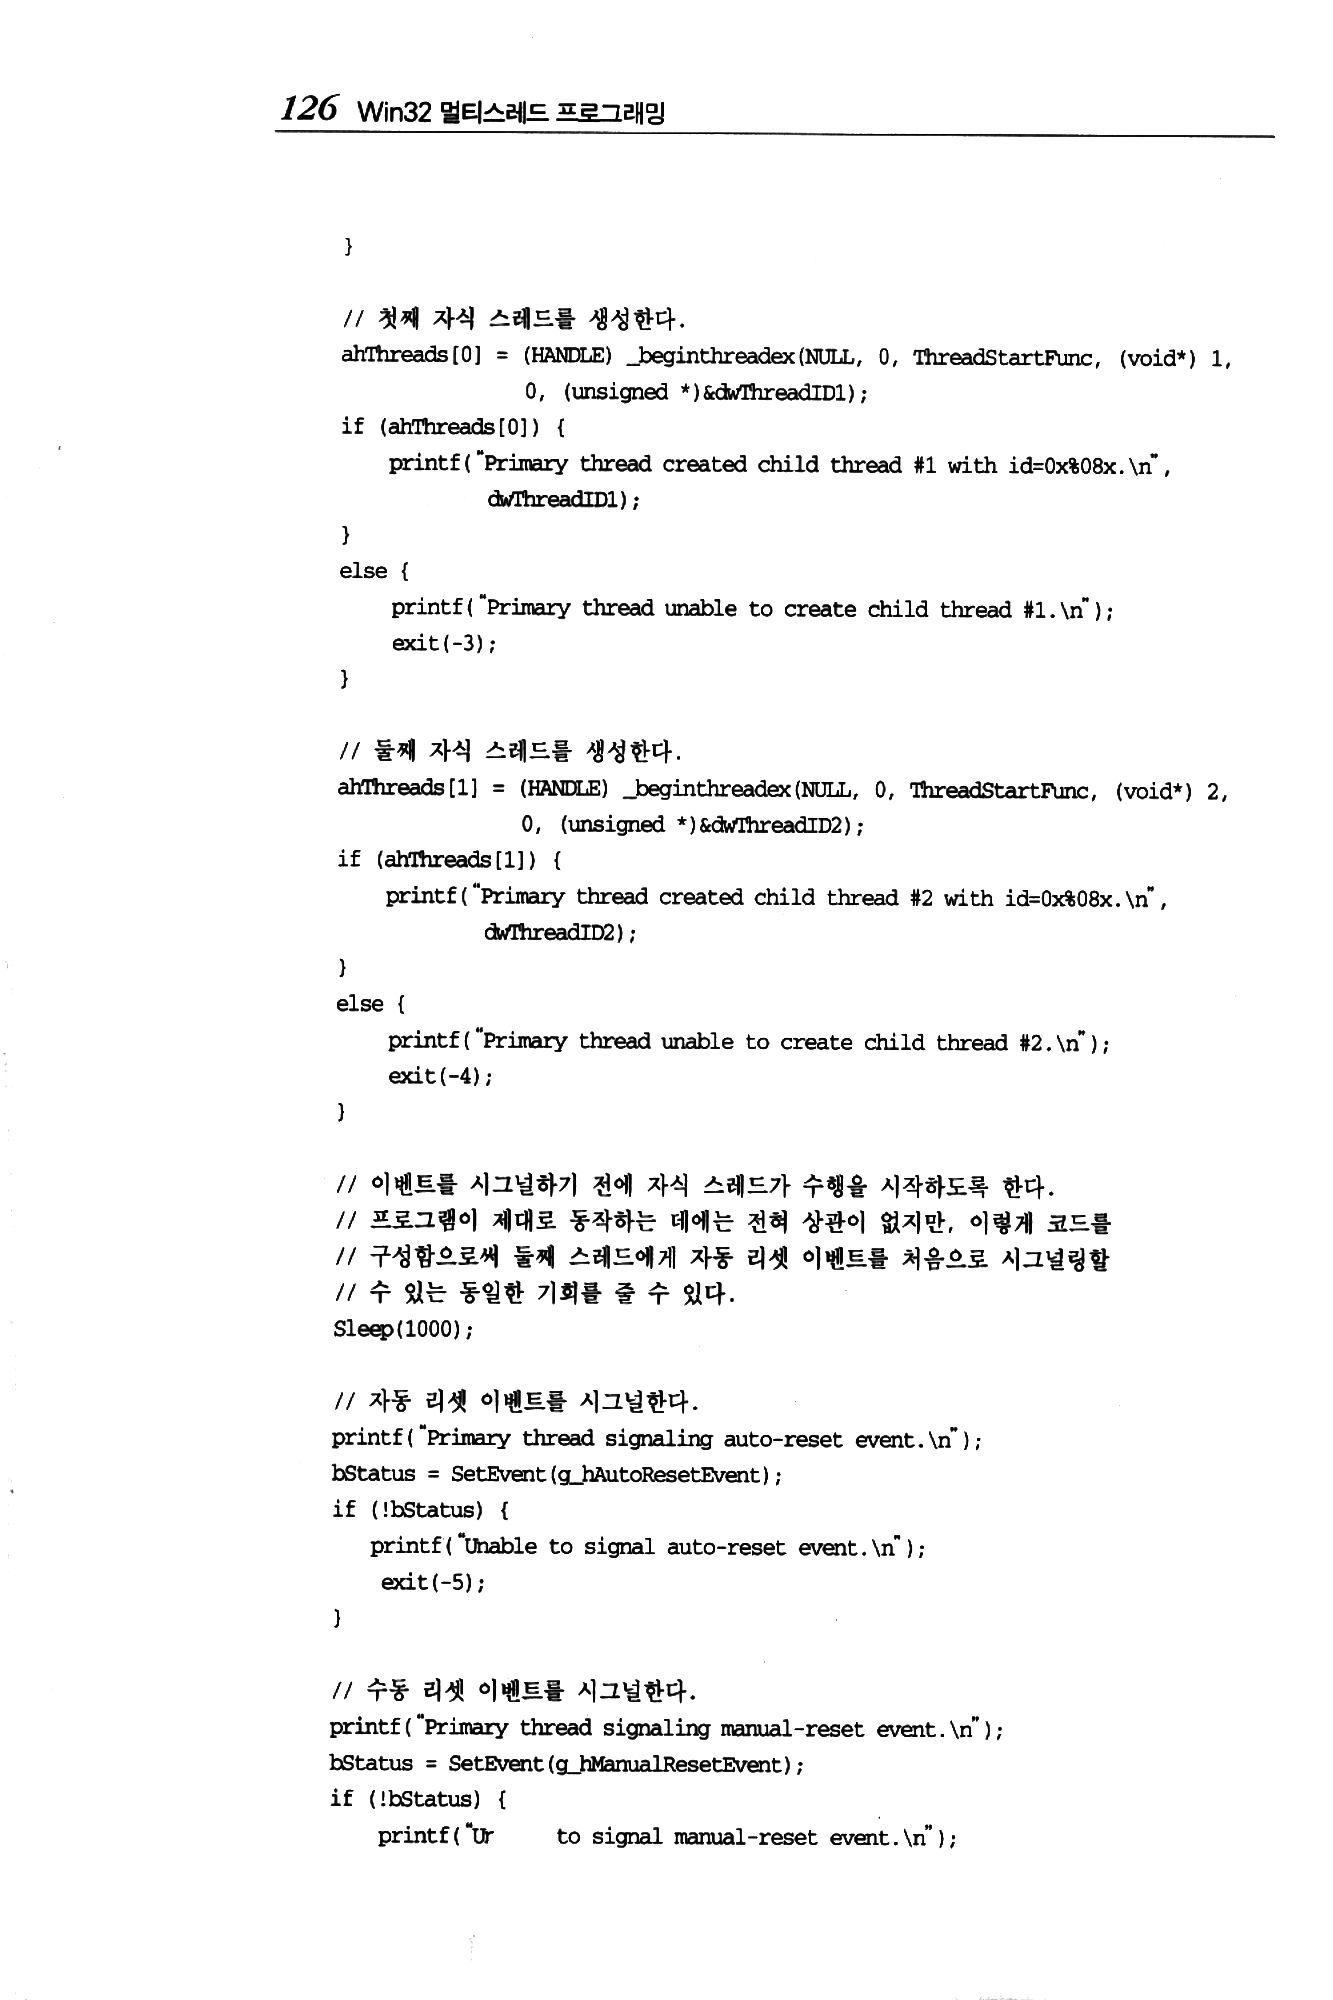 126 Win32 멀티스레드 프로그래밍
}
// 첫째 자식 스레드를 생성한다.
ahThreads[0] = (HANDLE) _beginthreadex(NULL, 0, ThreadStartFunc, (void*) 1,
0, (unsigned *)&dwThreadID1);
if (ahThreads[0]) {
printf("Primary thread created child thread #1 with id=0x%08x.\n",
dwThreadID1);
}
else {
printf("Primary thread unable to create child thread #1.\n");
exit(-3);
}
// 둘째 자식 스레드를 생성한다.
ahThreads[1] = (HANDLE) _beginthreadex(NULL, 0, ThreadStartFunc, (void*) 2,
0, (unsigned *)&dwThreadID2);
if (ahThreads[1]) {
printf("Primary thread created child thread #2 with id=0x%08x.\n",
dwThreadID2);
}
else {
printf("Primary thread unable to create child thread #2.\n");
exit(-4);
}
// 이벤트를 시그널하기 전에 자식 스레드가 수행을 시작하도록 한다.
// 프로그램이 제대로 동작하는 데에는 전혀 상관이 없지만, 이렇게 코드를
// 구성함으로써 둘째 스레드에게 자동 리셋 이벤트를 처음으로 시그널링할
// 수 있는 동일한 기회를 줄 수 있다.
Sleep(1000);
// 자동 리셋 이벤트를 시그널한다.
printf("Primary thread signaling auto-reset event.\n");
bStatus = SetEvent(g_hAutoResetEvent);
if (!bStatus) {
printf("Unable to signal auto-reset event.\n");
exit(-5);
}
// 수동 리셋 이벤트를 시그널한다.
printf("Primary thread signaling manual-reset event.\n");
bStatus = SetEvent(g_hManualResetEvent);
if (!bStatus) {
printf(" to signal manual-reset event.\n");